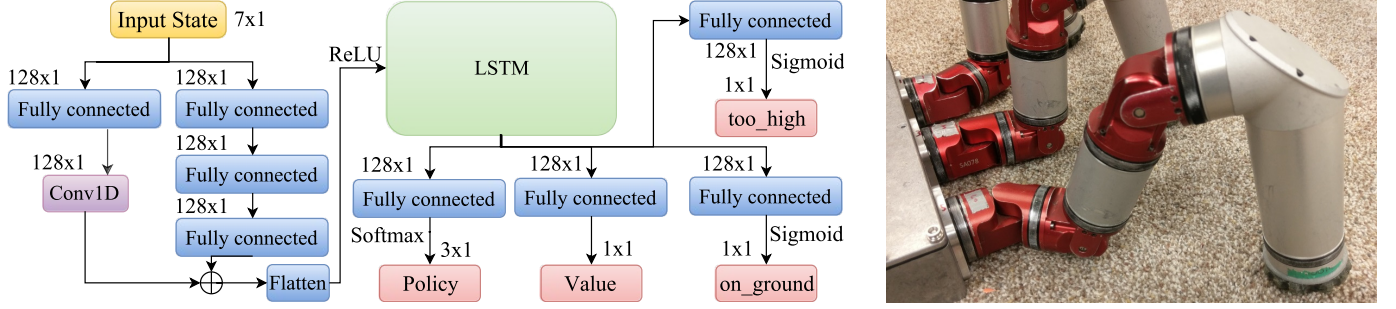 Input State
7x1
128x1
Fully connected
128x1
Conv1D
128x1
Fully connected
128x1
Fully connected
128x1
Fully connected
Flatten
ReLU
LSTM
128x1
Fully connected
Softmax
3x1
Policy
128x1
Fully connected
1x1
Value
Fully connected
128x1
Sigmoid
1x1
too_high
128x1
Fully connected
Sigmoid
1x1
on_ground
SA078